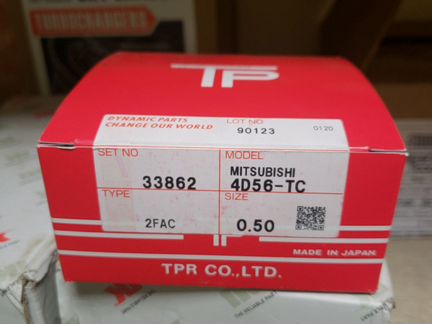 TURBOCHARGERS
TP
DYNAMIC PARTS
CHANGE OUR WORLD
LOT NO
90123
0120
SET NO
33862
MODEL
MITSUBISHI
4D56-TC
TYPE
2FAC
SIZE
0.50
MADE IN JAPAN
TPR CO.,LTD.